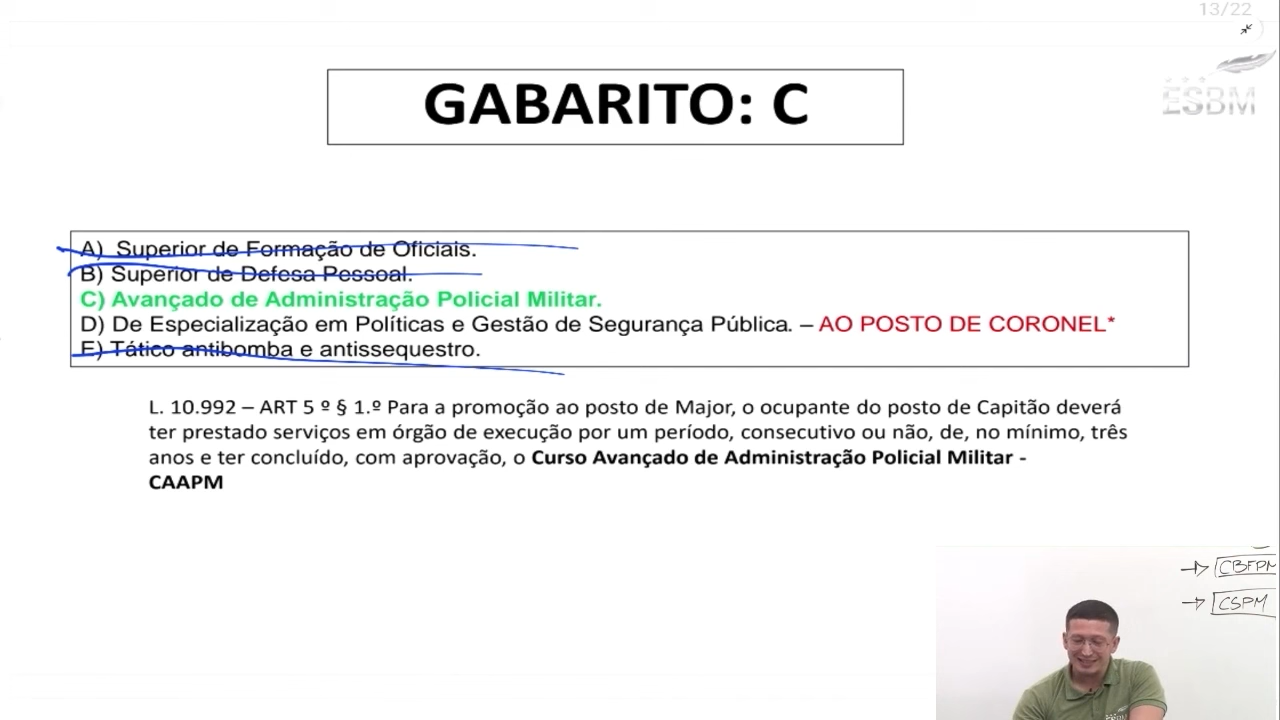 13/22
ESBM
GABARITO: C
A) Superior de Formação de Oficiais.
B) Superior de Defesa Pessoal.
C) Avançado de Administração Policial Militar.
D) De Especialização em Políticas e Gestão de Segurança Pública. – AO POSTO DE CORONEL*
E) Tático antibomba e antissequestro.
L. 10.992 – ART 5 º § 1.º Para a promoção ao posto de Major, o ocupante do posto de Capitão deverá
ter prestado serviços em órgão de execução por um período, consecutivo ou não, de, no mínimo, três
anos e ter concluído, com aprovação, o Curso Avançado de Administração Policial Militar -
CAAPM
→ CBFPM
→ CSPM
ESBM